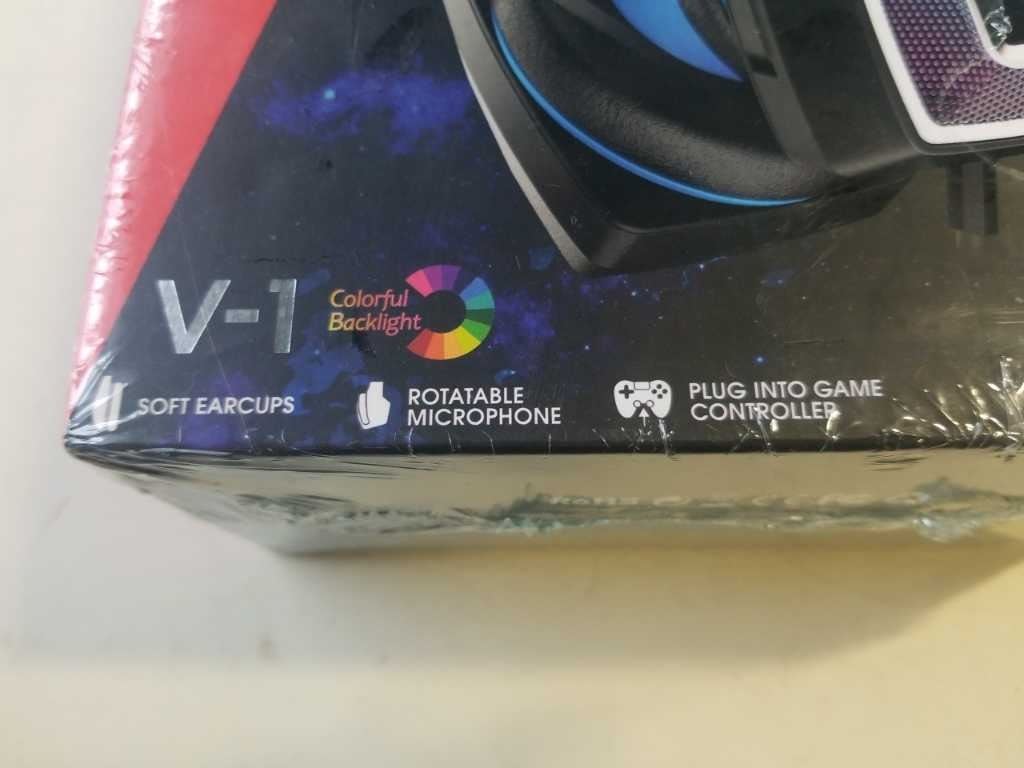 V-1
Colorful
Backlight
SOFT EARCUPS
ROTATABLE
MICROPHONE
PLUG INTO GAME
CONTROLLER